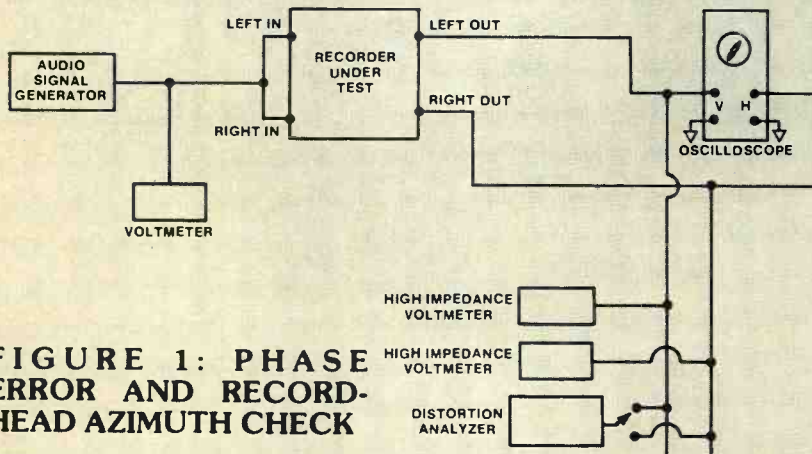 LEFT IN
LEFT OUT
AUDIO
SIGNAL
GENERATOR
RECORDER
UNDER
TEST
RIGHT IN
RIGHT OUT
V H
OSCILLOSCOPE
VOLTMETER
HIGH IMPEDANCE
VOLTMETER
HIGH IMPEDANCE
VOLTMETER
DISTORTION
ANALYZER
FIGURE 1: PHASE
ERROR AND RECORD-
HEAD AZIMUTH CHECK